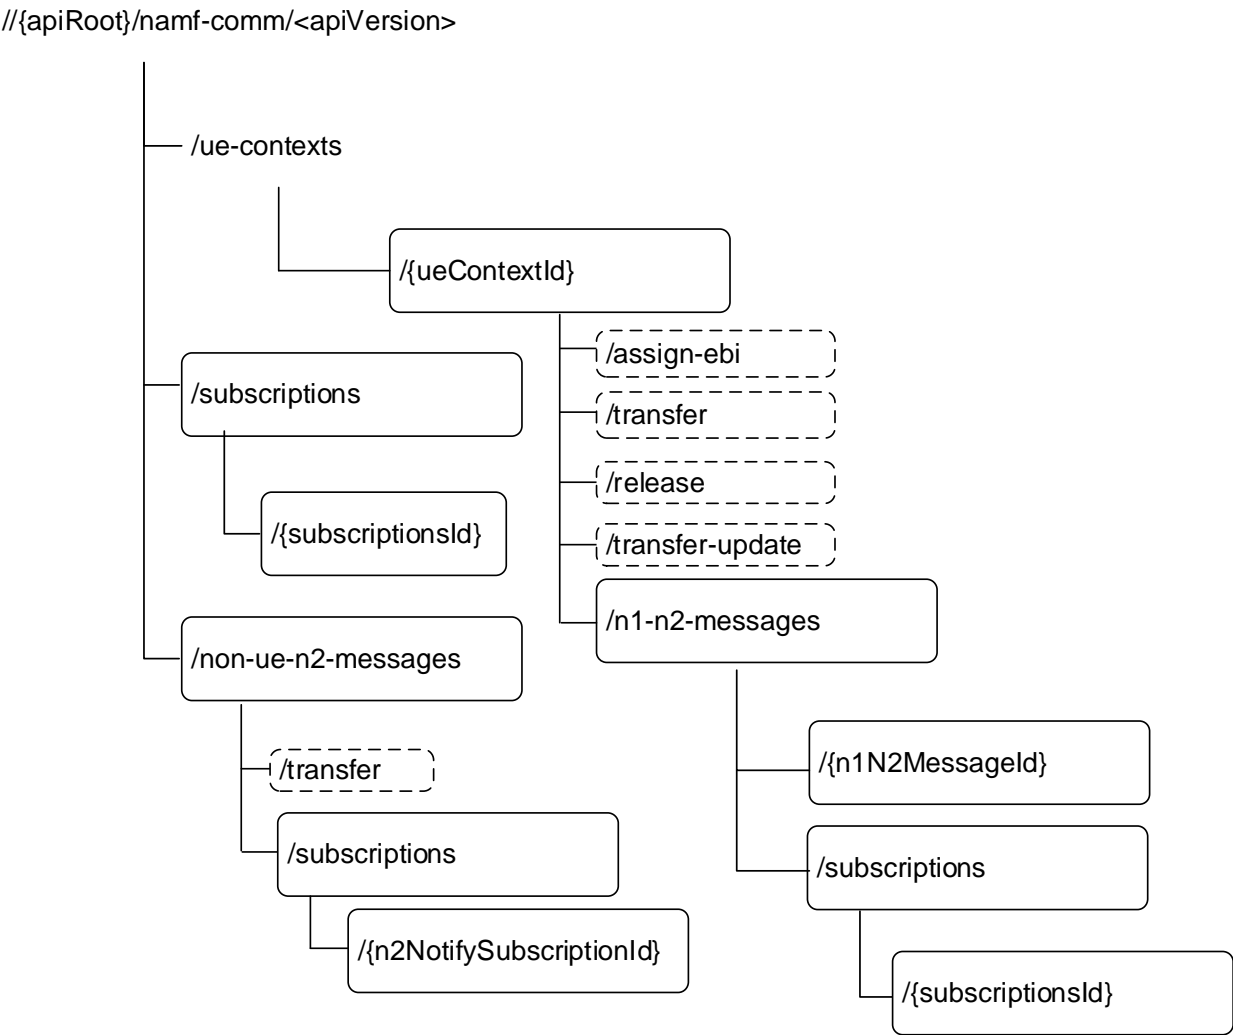 //{apiRoot}/namf-comm/<apiVersion>
/ue-contexts
/{ueContextId}
/assign-ebi
/transfer
/release
/transfer-update
/n1-n2-messages
/{n1N2MessageId}
/subscriptions
/{subscriptionsId}
/subscriptions
/{subscriptionsId}
/non-ue-n2-messages
/transfer
/subscriptions
/{n2NotifySubscriptionId}